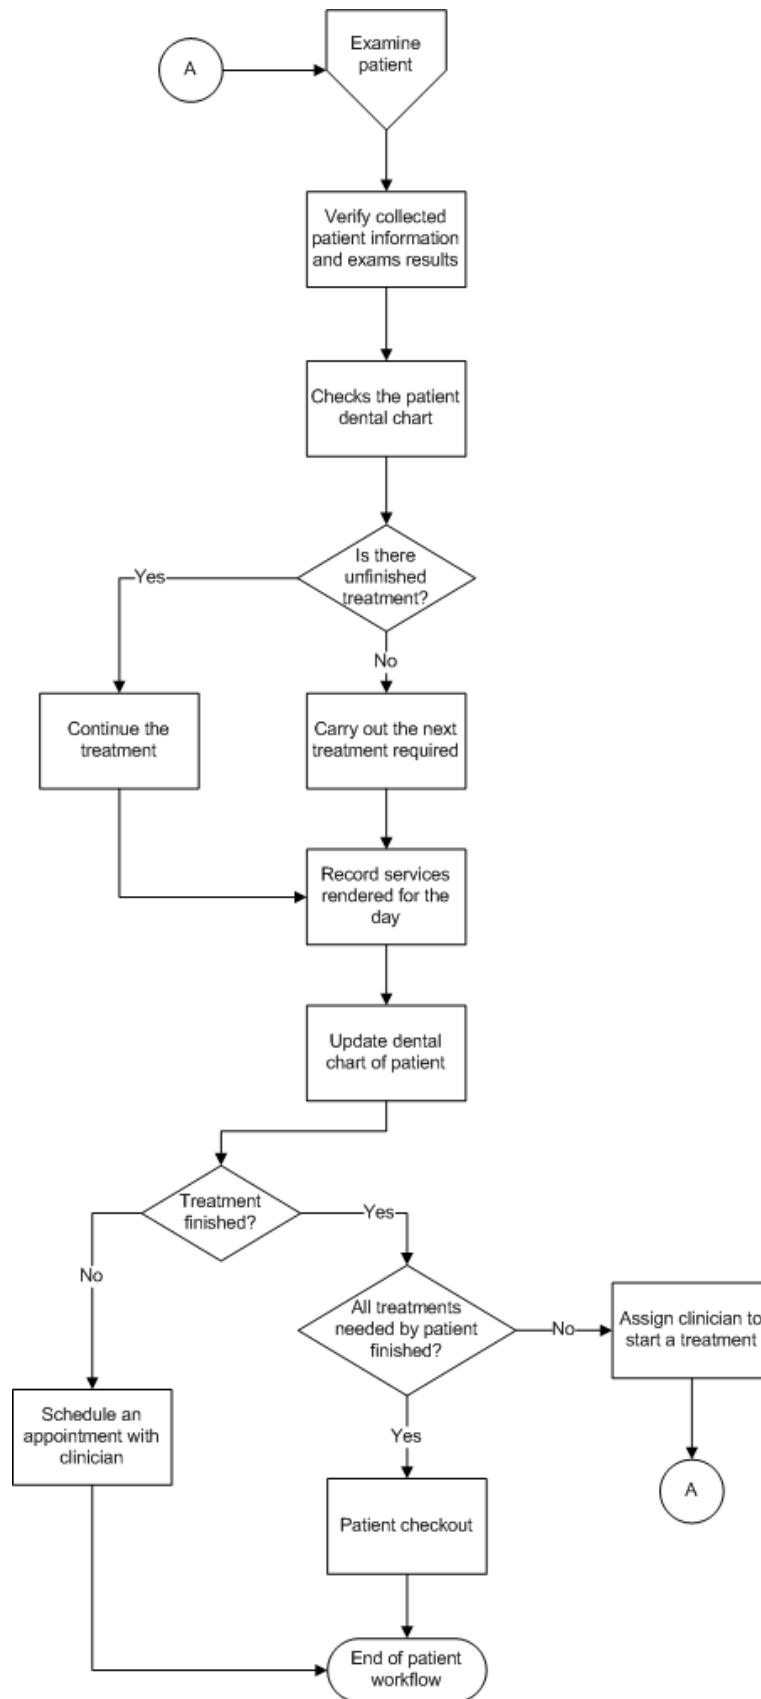 A
Examine
patient
Verify collected
patient information
and exams results
Checks the patient
dental chart
Is there
unfinished
treatment?
Yes
No
Continue the
treatment
Carry out the next
treatment required
Record services
rendered for the
day
Update dental
chart of patient
Treatment
finished?
Yes
No
All treatments
needed by patient
finished?
No
Assign clinician to
start a treatment
Schedule an
appointment with
clinician
Yes
A
Patient checkout
End of patient
workflow